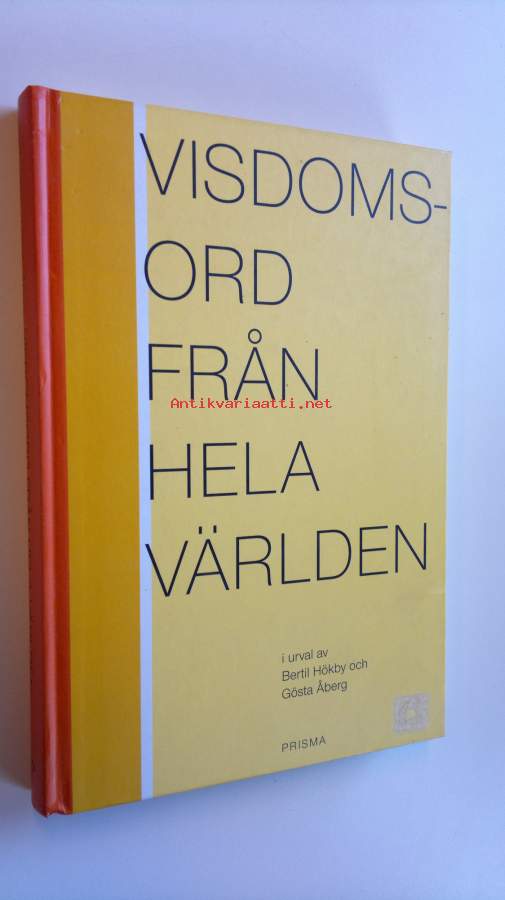 VISDOMS-
ORD
FRÅN
Antikvariaatti.net
HELA
VÄRLDEN
i urval av
Bertil Hökby och
Gösta Åberg
PRISMA